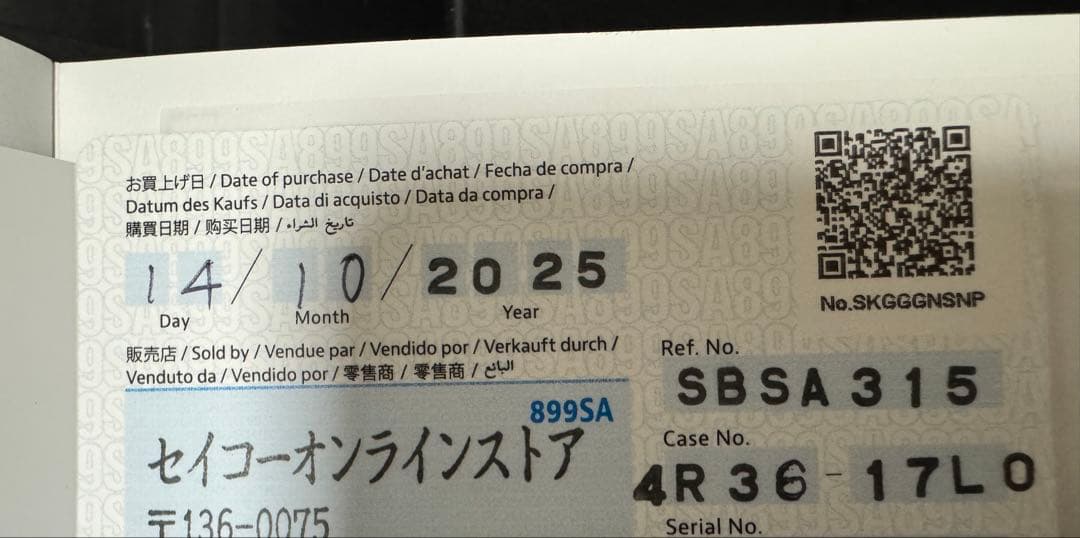 お買上げ日 / Date of purchase / Date d'achat / Fecha de compra /
Datum des Kaufs / Data di acquisto / Data da compra /
購買日期 / 购买日期 / تاريخ الشراء
14 / 10 / 2025
Day Month Year
No.SKGGGNSNP
販売店 / Sold by / Vendue par / Vendido por / Verkauft durch /
Venduto da / Vendido por / 零售商 / 零售商 / البائع
899SA
セイコーオンラインストア
〒136-0075
Ref. No.
SBSA315
Case No.
4R36-17L0
Serial No.